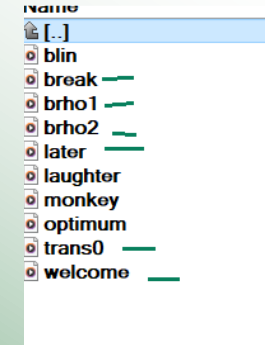 Name
[..]
blin
break
brho1
brho2
later
laughter
monkey
optimum
trans0
welcome